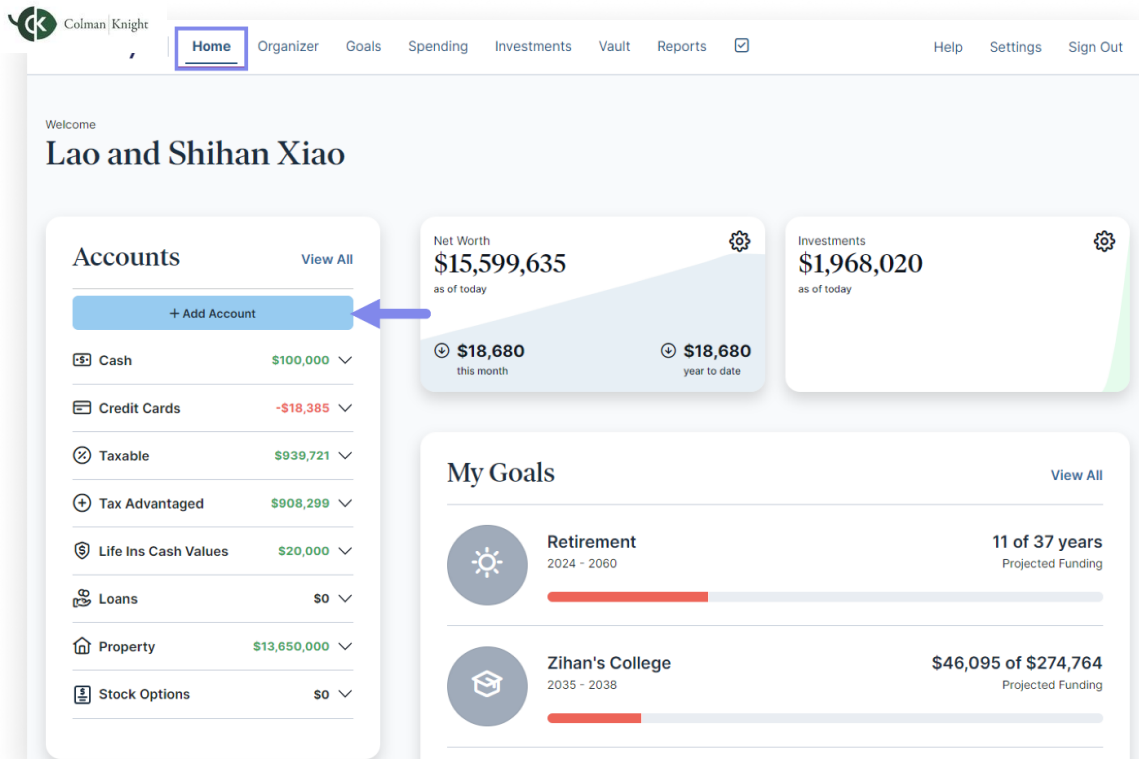 CK Colman|Knight
Home Organizer Goals Spending Investments Vault Reports Help Settings Sign Out
Welcome
Lao and Shihan Xiao
Accounts View All
+ Add Account
Cash $100,000
Credit Cards -$18,385
Taxable $939,721
Tax Advantaged $908,299
Life Ins Cash Values $20,000
Loans $0
Property $13,650,000
Stock Options $0
Net Worth
$15,599,635
as of today
$18,680 $18,680
this month year to date
Investments
$1,968,020
as of today
My Goals View All
Retirement 11 of 37 years
2024 - 2060 Projected Funding
Zihan's College $46,095 of $274,764
2035 - 2038 Projected Funding